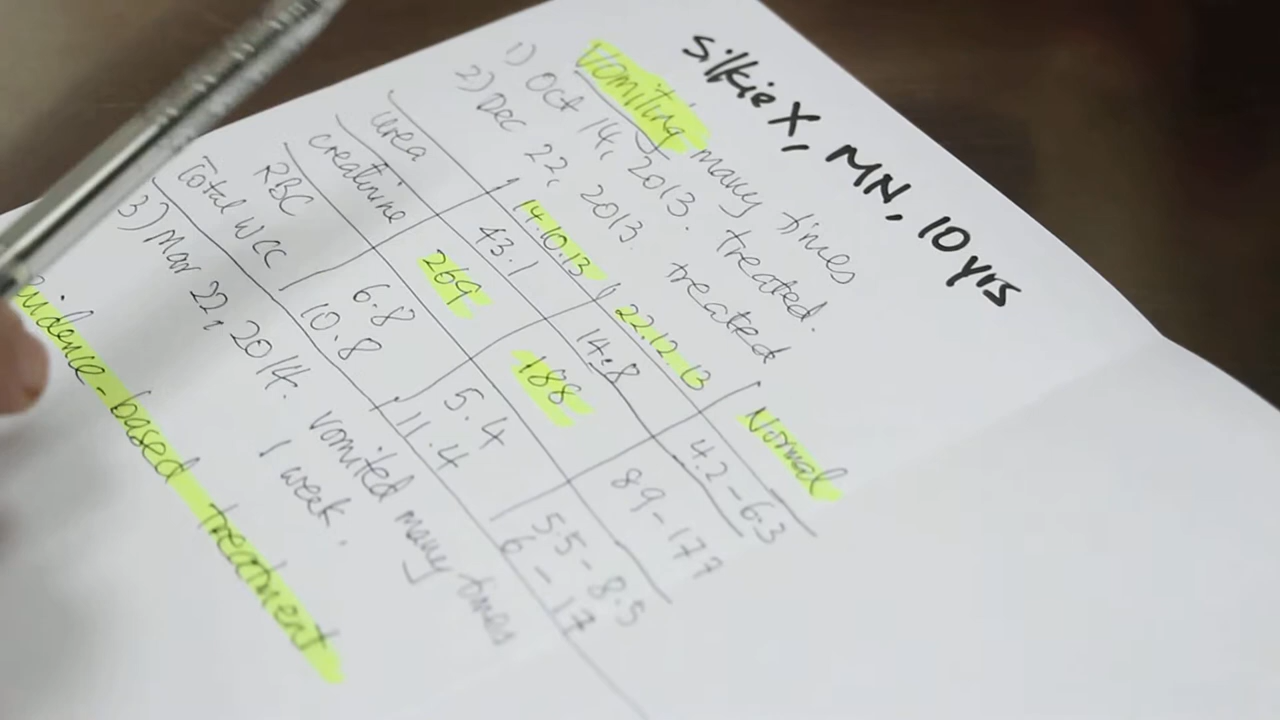 Silkie X, MN, 10 yrs
Vomiting many times
1) Oct 14, 2013. treated.
2) Dec 22, 2013. treated
14.10.13 22.12.13 Normal
urea 43.1 14.8 4.2-6.3
creatinine 269 188 89-177
RBC 6.8 5.4 5.5-8.5
Total WCC 10.8 11.4 6-17
3) Mar 22, 2014. vomited many times
1 week.
evidence-based treatment